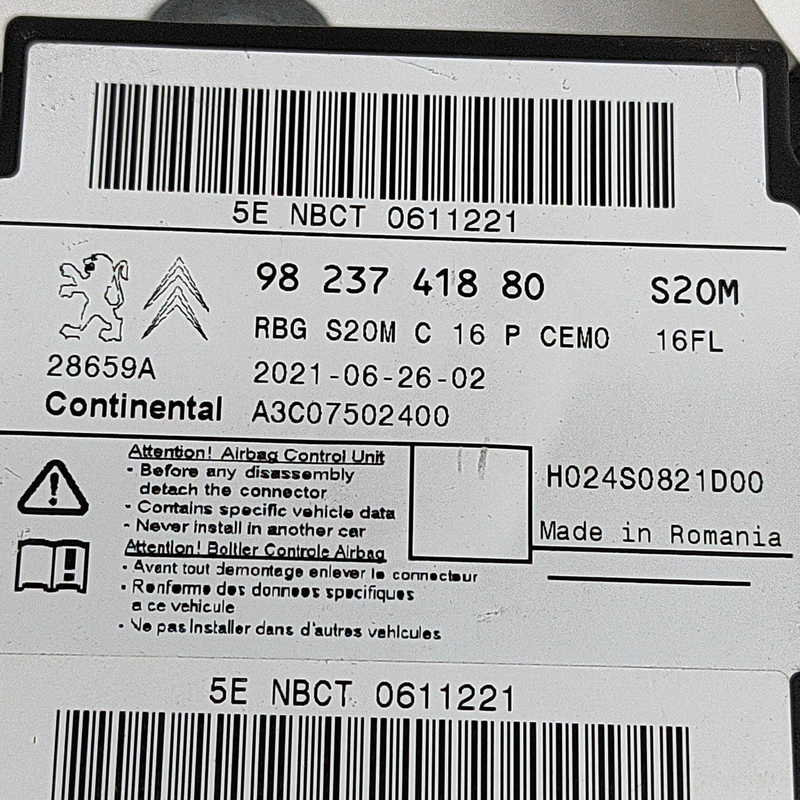 5E NBCT 0611221
98 237 418 80 S20M
RBG S20M C 16 P CEMO 16FL
28659A 2021-06-26-02
Continental A3C07502400
Attention! Airbag Control Unit
- Before any disassembly
detach the connector
- Contains specific vehicle data
- Never install in another car
H024S0821D00
Made in Romania
Attention! Boitier Controle Airbag
- Avant tout demontage enlever le connecteur
- Renferme des donnees specifiques
a ce vehicule
- Ne pas installer dans d'autres vehicules
5E NBCT 0611221